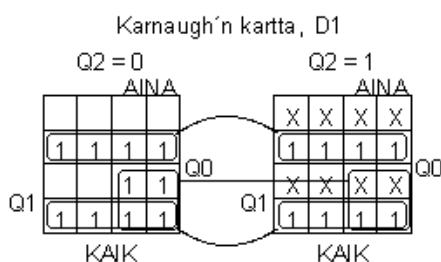 Karnaugh´n kartta, D1
Q2 = 0 Q2 = 1
AINA AINA
X X X X
1 1 1 1 1 1 1 1
1 1 Q0 X X X X Q0
Q1 1 1 1 1 Q1 1 1 1 1
KAIK KAIK